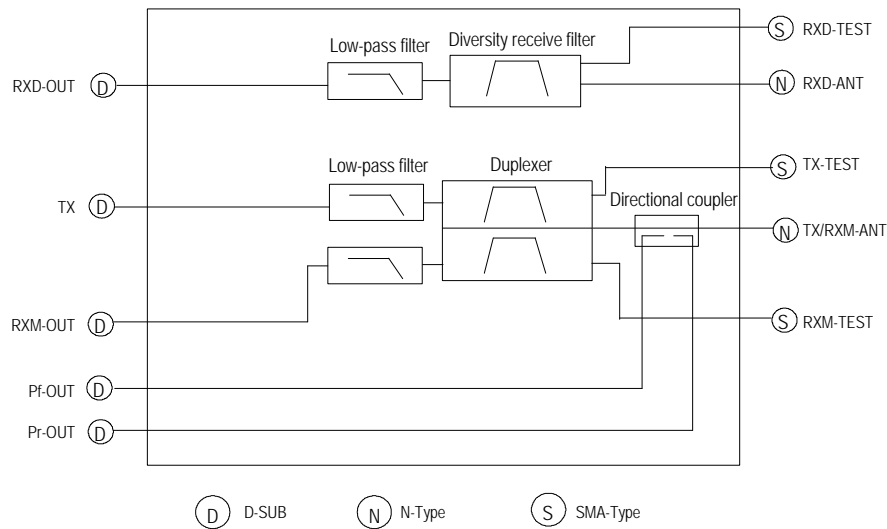 Low-pass filter
Diversity receive filter
S RXD-TEST
RXD-OUT D
N RXD-ANT
Low-pass filter
Duplexer
S TX-TEST
Directional coupler
TX D
N TX/RXM-ANT
RXM-OUT D
S RXM-TEST
Pf-OUT D
Pr-OUT D
D D-SUB
N N-Type
S SMA-Type